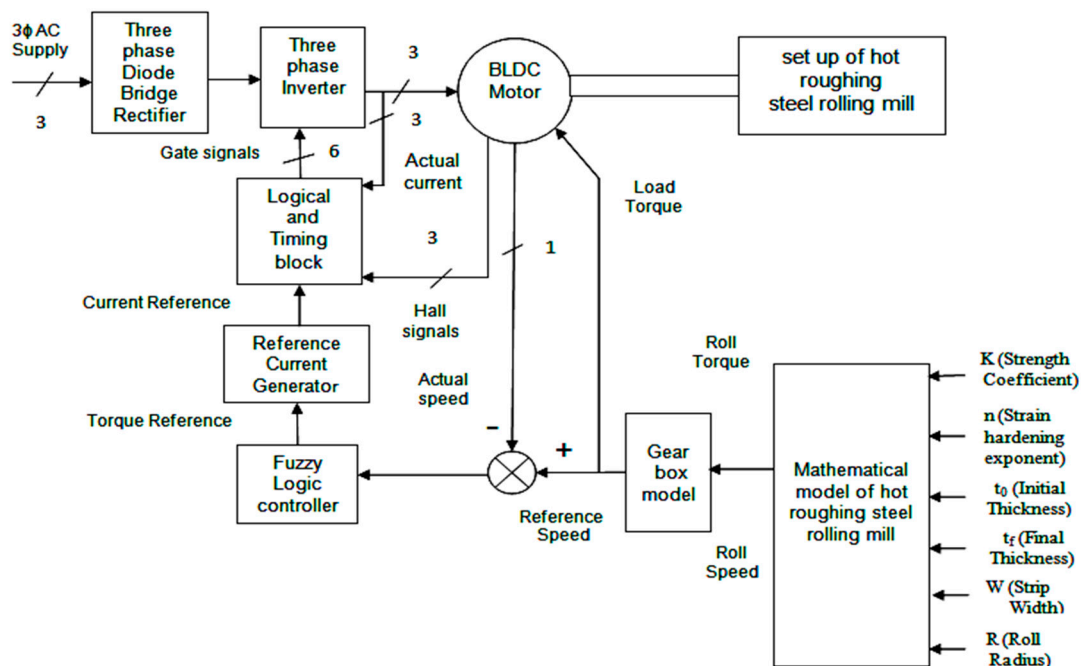 3ϕ AC
Supply
3
Three
phase
Diode
Bridge
Rectifier
Three
phase
Inverter
3
3
BLDC
Motor
set up of hot
roughing
steel rolling mill
Gate signals
6
Actual
current
Load
Torque
Logical
and
Timing
block
3
1
Hall
signals
Current Reference
Reference
Current
Generator
Actual
speed
Roll
Torque
Torque Reference
Fuzzy
Logic
controller
−
+
Reference
Speed
Gear
box
model
Roll
Speed
Mathematical
model of hot
roughing steel
rolling mill
K (Strength
Coefficient)
n (Strain
hardening
exponent)
t₀ (Initial
Thickness)
t_f (Final
Thickness)
W (Strip
Width)
R (Roll
Radius)